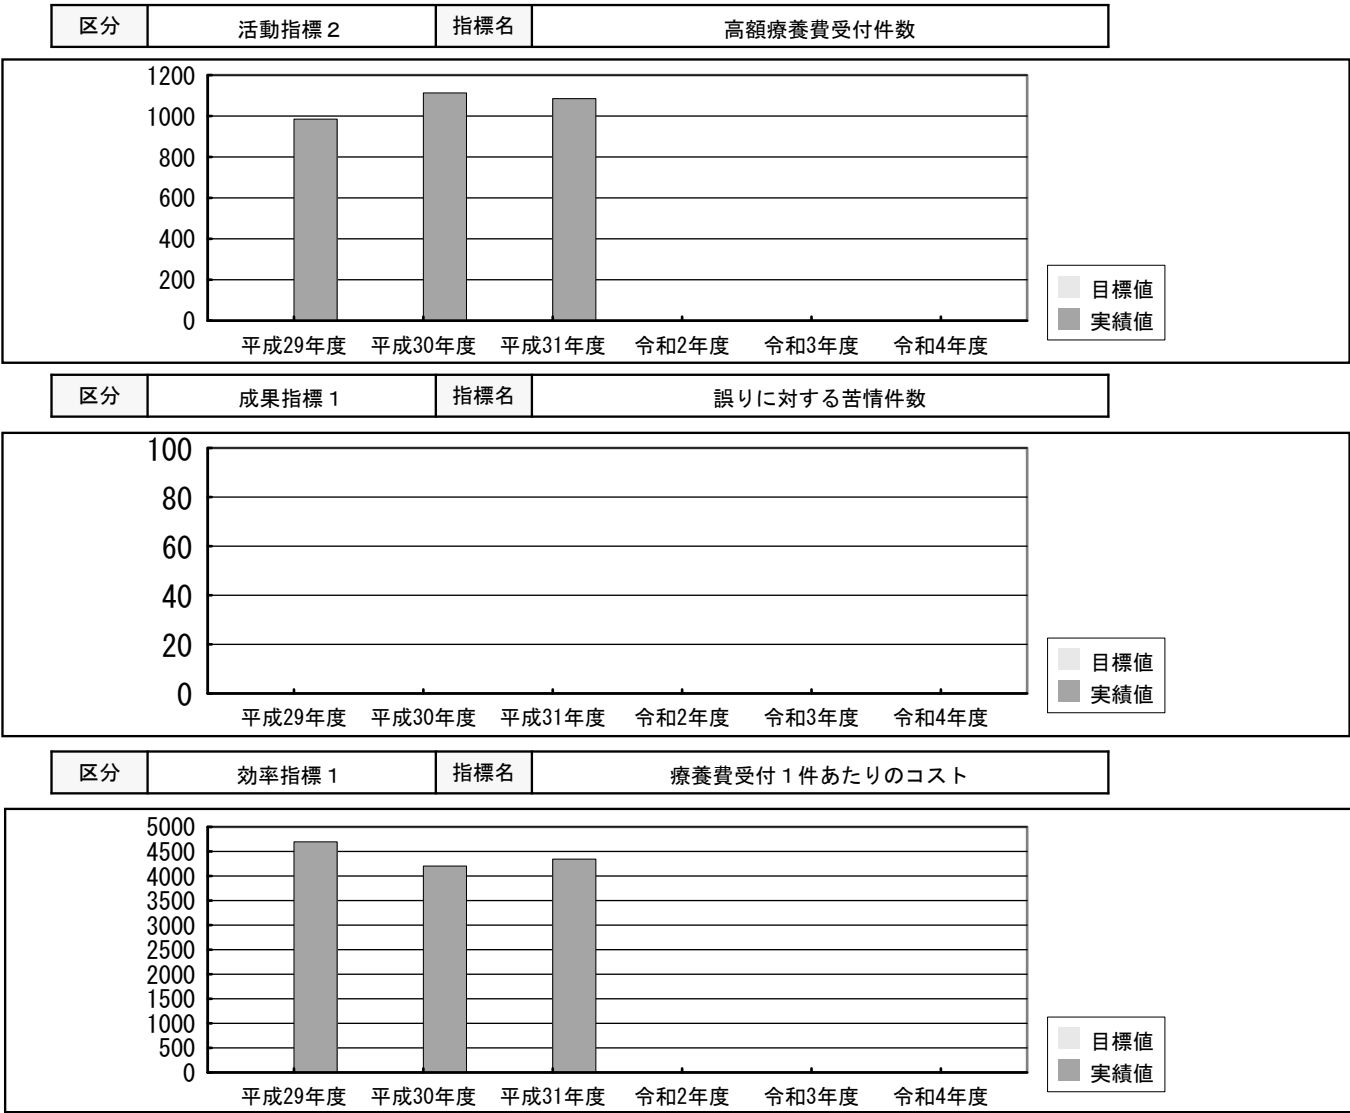 区分 活動指標２ 指標名 高額療養費受付件数
1200
1000
800
600
400
200
0
平成29年度 平成30年度 平成31年度 令和2年度 令和3年度 令和4年度
目標値
実績値
区分 成果指標１ 指標名 誤りに対する苦情件数
100
80
60
40
20
0
平成29年度 平成30年度 平成31年度 令和2年度 令和3年度 令和4年度
目標値
実績値
区分 効率指標１ 指標名 療養費受付１件あたりのコスト
5000
4500
4000
3500
3000
2500
2000
1500
1000
500
0
平成29年度 平成30年度 平成31年度 令和2年度 令和3年度 令和4年度
目標値
実績値